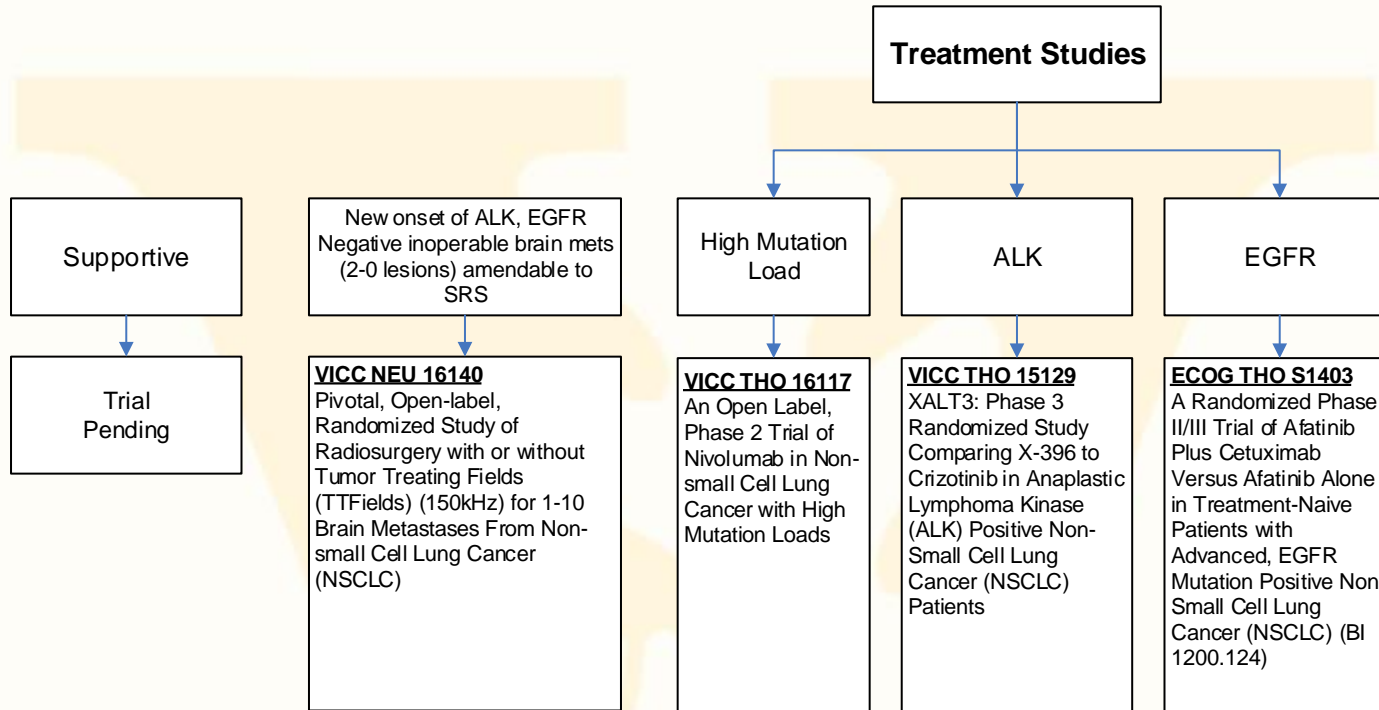 Treatment Studies
Supportive
New onset of ALK, EGFR
Negative inoperable brain mets
(2-0 lesions) amendable to
SRS
High Mutation
Load
ALK
EGFR
Trial
Pending
VICC NEU 16140
Pivotal, Open-label,
Randomized Study of
Radiosurgery with or without
Tumor Treating Fields
(TTFields) (150kHz) for 1-10
Brain Metastases From Non-
small Cell Lung Cancer
(NSCLC)
VICC THO 16117
An Open Label,
Phase 2 Trial of
Nivolumab in Non-
small Cell Lung
Cancer with High
Mutation Loads
VICC THO 15129
XALT3: Phase 3
Randomized Study
Comparing X-396 to
Crizotinib in Anaplastic
Lymphoma Kinase
(ALK) Positive Non-
Small Cell Lung
Cancer (NSCLC)
Patients
ECOG THO S1403
A Randomized Phase
II/III Trial of Afatinib
Plus Cetuximab
Versus Afatinib Alone
in Treatment-Naive
Patients with
Advanced, EGFR
Mutation Positive Non
Small Cell Lung
Cancer (NSCLC) (BI
1200.124)